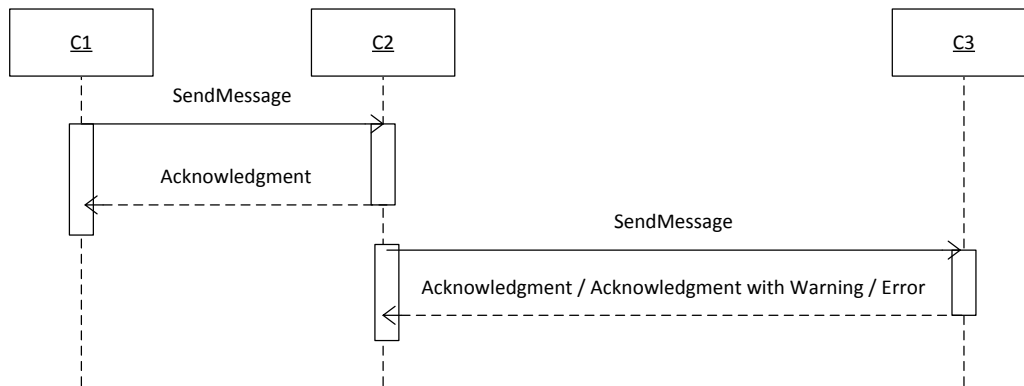 C1
C2
C3
SendMessage
Acknowledgment
SendMessage
Acknowledgment / Acknowledgment with Warning / Error